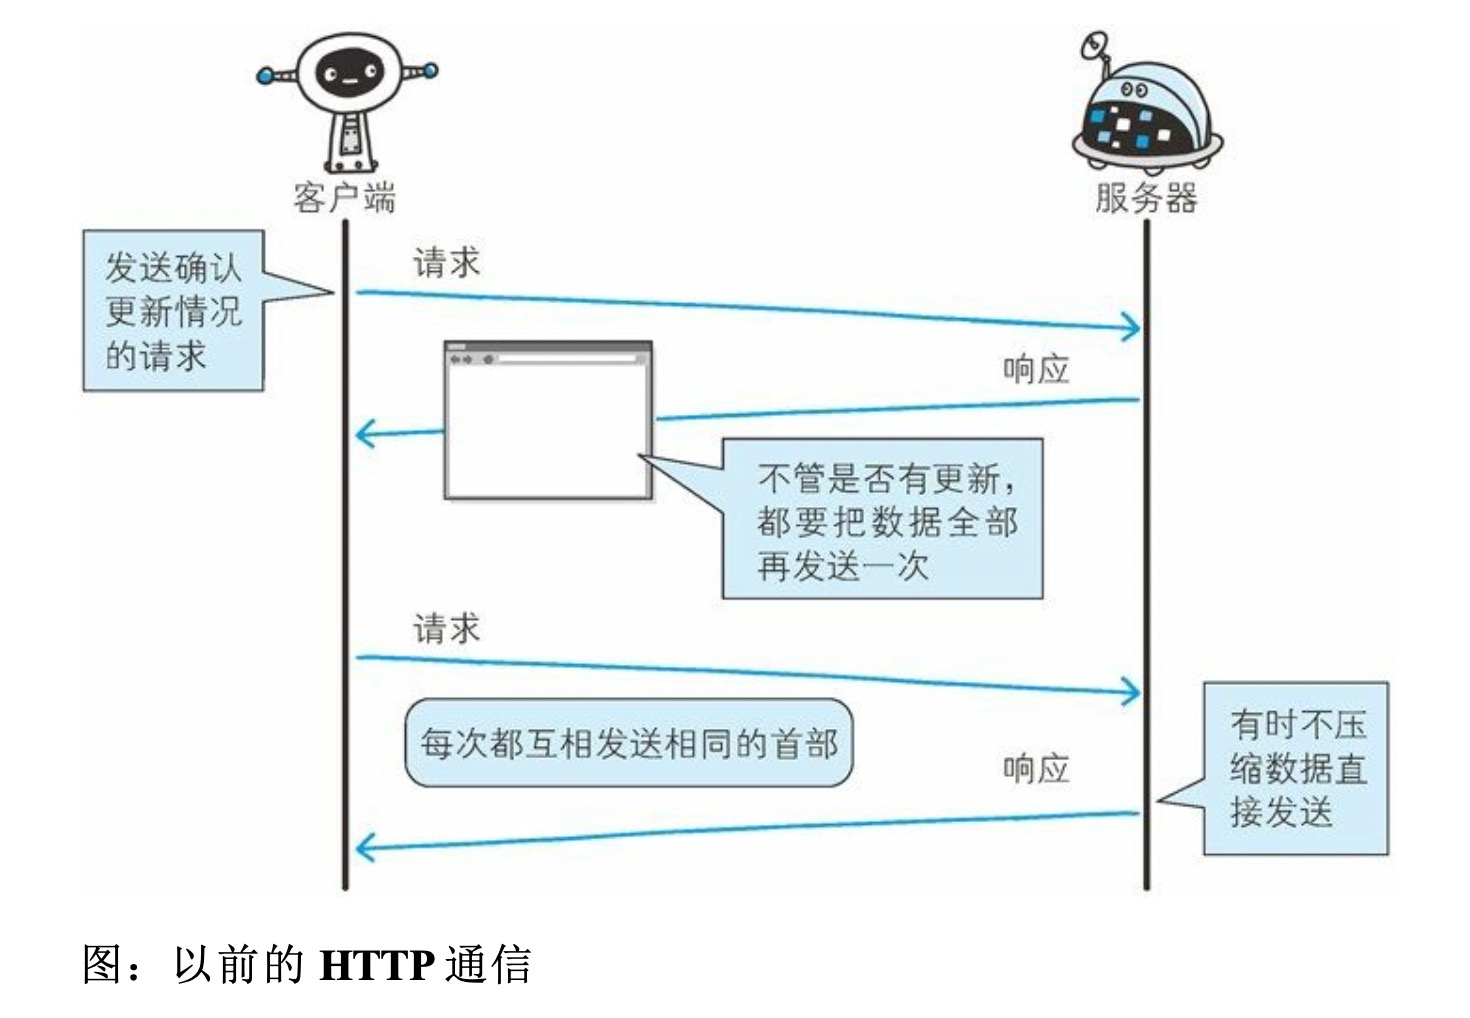 客户端
服务器
发送确认
更新情况
的请求
请求
响应
不管是否有更新，
都要把数据全部
再发送一次
请求
每次都互相发送相同的首部
响应
有时不压
缩数据直
接发送
图：以前的 HTTP 通信